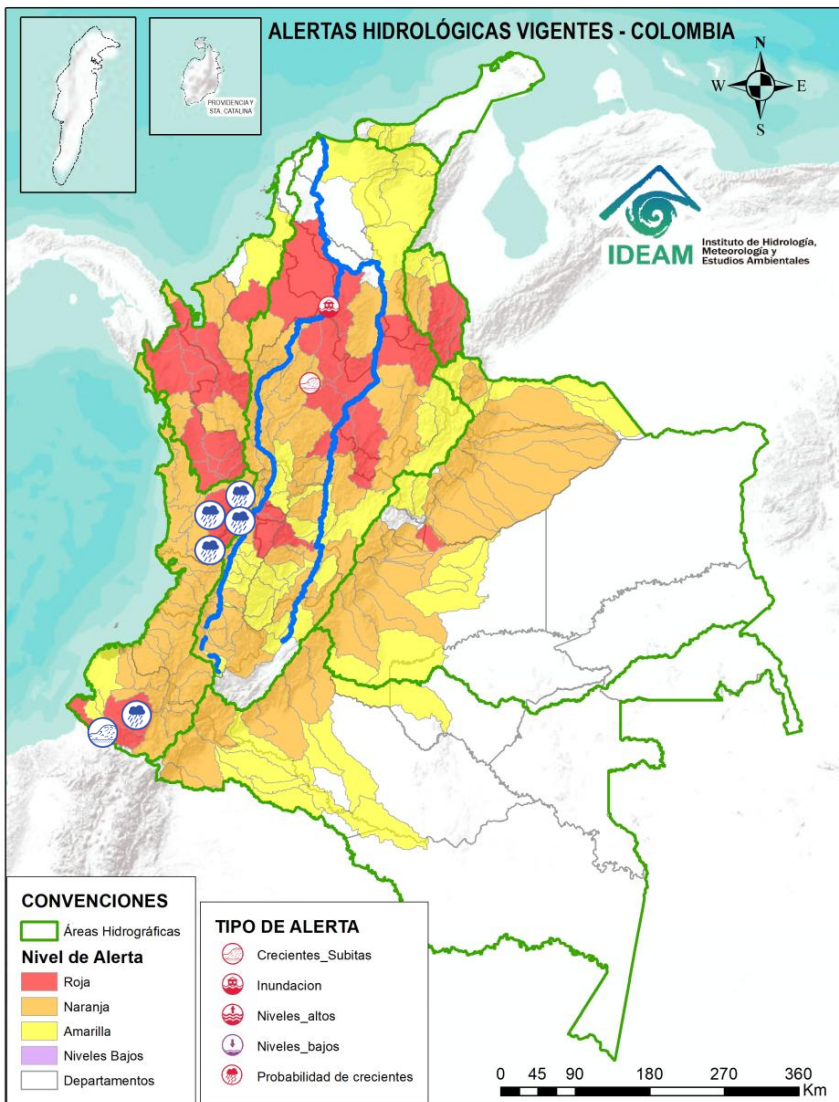 ALERTAS HIDROLÓGICAS VIGENTES - COLOMBIA
PROVIDENCIA Y
STA. CATALINA
N
W
E
S
IDEAM
Instituto de Hidrología,
Meteorología y
Estudios Ambientales
CONVENCIONES
Áreas Hidrográficas
Nivel de Alerta
Roja
Naranja
Amarilla
Niveles Bajos
Departamentos
TIPO DE ALERTA
Crecientes_Subitas
Inundacion
Niveles_altos
Niveles_bajos
Probabilidad de crecientes
0 45 90 180 270 360
Km